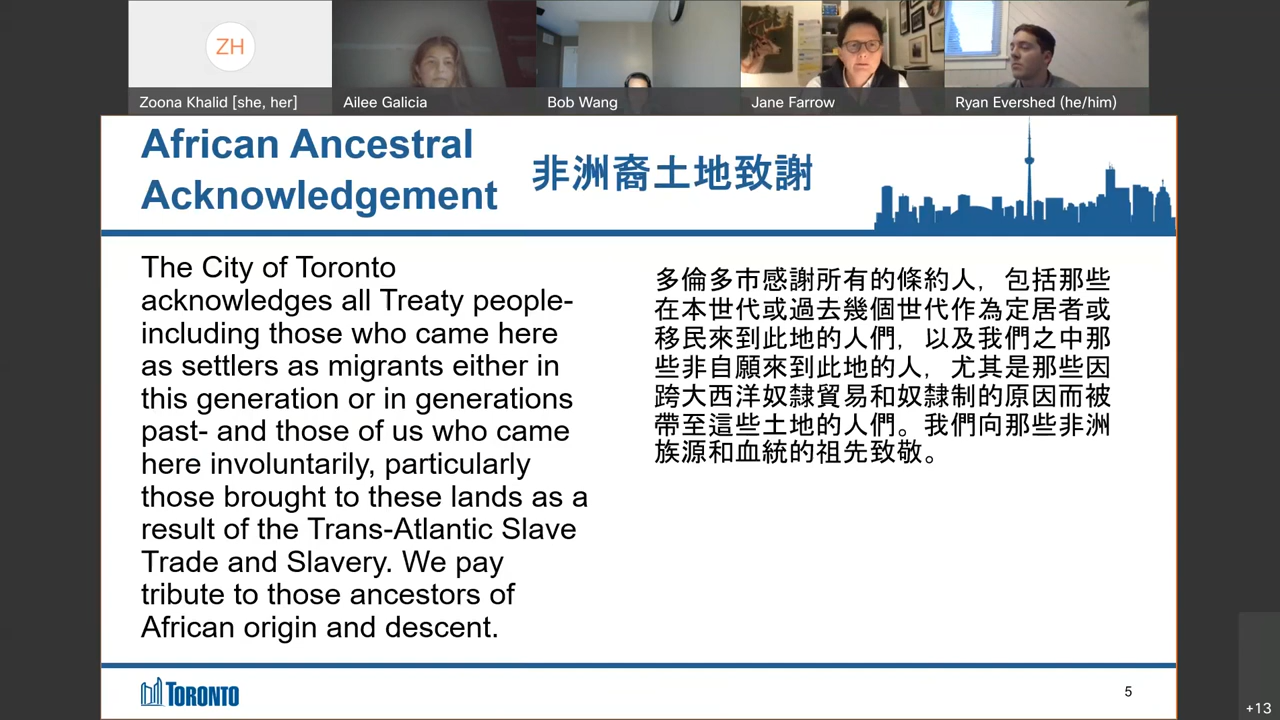 ZH
Zoona Khalid [she, her]
Ailee Galicia
Bob Wang
Jane Farrow
Ryan Evershed (he/him)
African Ancestral
Acknowledgement
非洲裔土地致謝
The City of Toronto
acknowledges all Treaty people-
including those who came here
as settlers as migrants either in
this generation or in generations
past- and those of us who came
here involuntarily, particularly
those brought to these lands as a
result of the Trans-Atlantic Slave
Trade and Slavery. We pay
tribute to those ancestors of
African origin and descent.
多倫多市感謝所有的條約人，包括那些
在本世代或過去幾個世代作為定居者或
移民來到此地的人們，以及我們之中那
些非自願來到此地的人，尤其是那些因
跨大西洋奴隸貿易和奴隸制的原因而被
帶至這些土地的人們。我們向那些非洲
族源和血統的祖先致敬。
TORONTO
5
+13